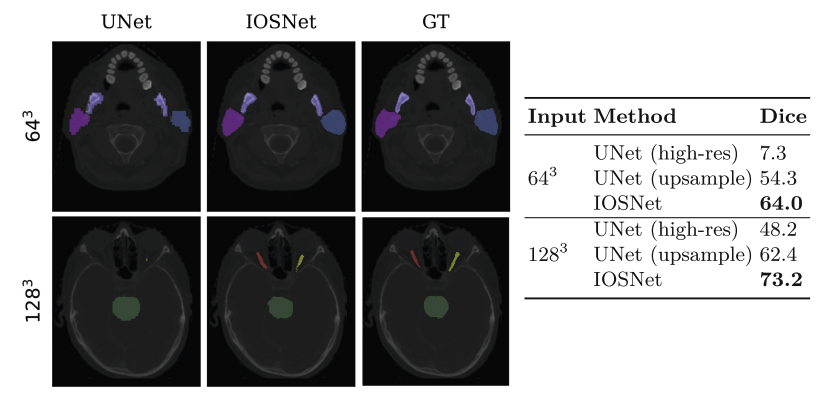 UNet IOSNet GT
64³
128³
Input Method Dice
64³
UNet (high-res) 7.3
UNet (upsample) 54.3
IOSNet 64.0
128³
UNet (high-res) 48.2
UNet (upsample) 62.4
IOSNet 73.2